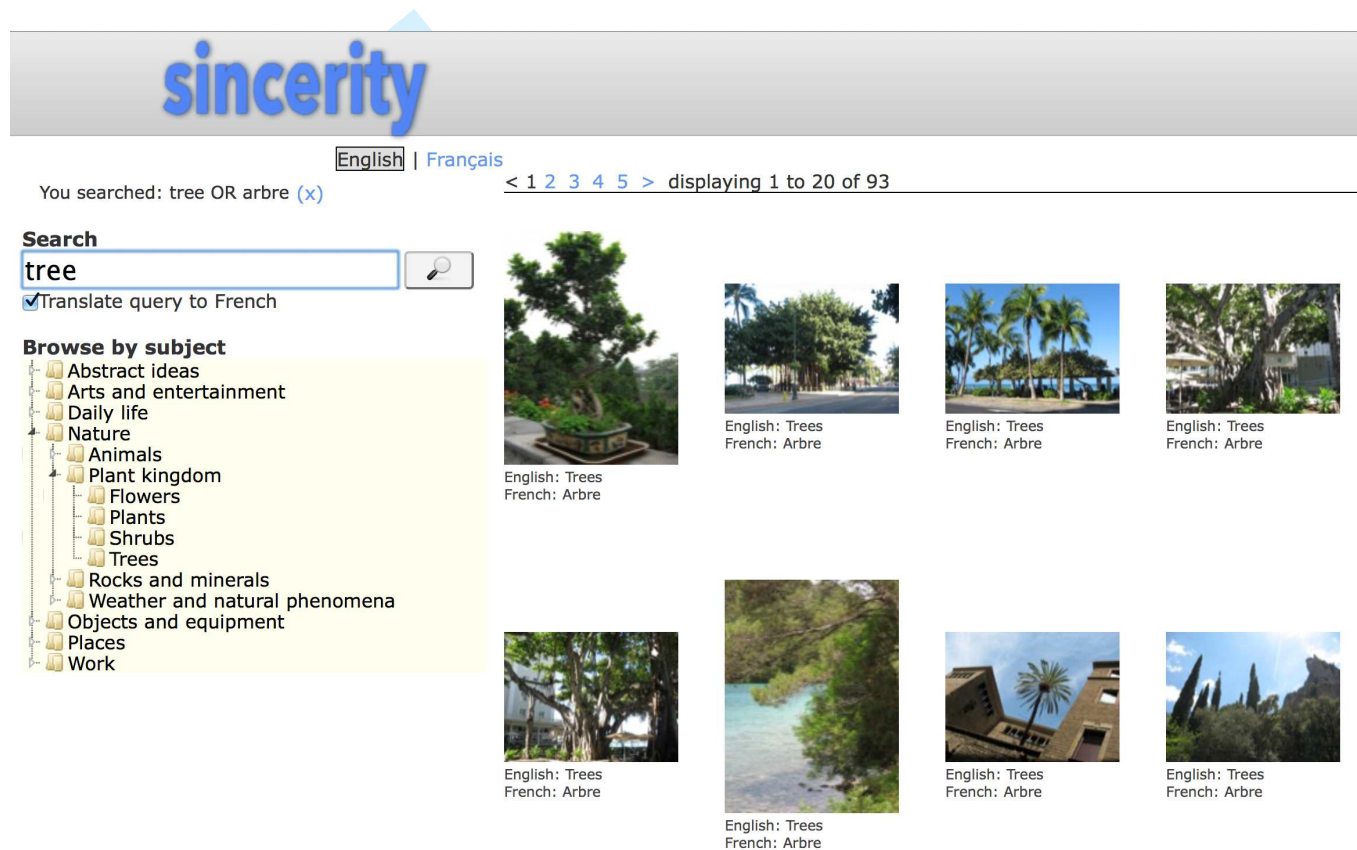 sincerity
English | Français
You searched: tree OR arbre (x)
< 1 2 3 4 5 > displaying 1 to 20 of 93
Search
tree
Translate query to French
Browse by subject
Abstract ideas
Arts and entertainment
Daily life
Nature
Animals
Plant kingdom
Flowers
Plants
Shrubs
Trees
Rocks and minerals
Weather and natural phenomena
Objects and equipment
Places
Work
English: Trees
French: Arbre
English: Trees
French: Arbre
English: Trees
French: Arbre
English: Trees
French: Arbre
English: Trees
French: Arbre
English: Trees
French: Arbre
English: Trees
French: Arbre
English: Trees
French: Arbre